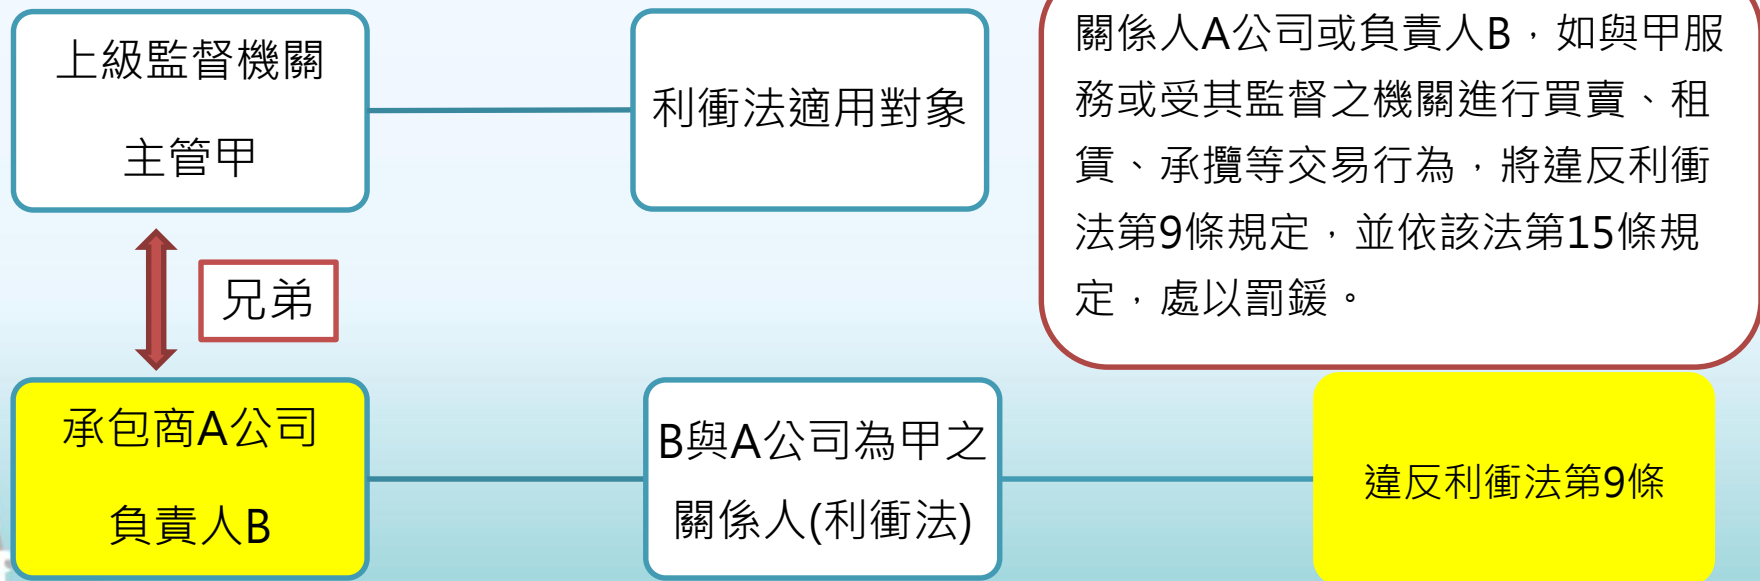 上級監督機關
主管甲
利衝法適用對象
關係人A公司或負責人B，如與甲服
務或受其監督之機關進行買賣、租
賃、承攬等交易行為，將違反利衝
法第9條規定，並依該法第15條規
定，處以罰鍰。
兄弟
承包商A公司
負責人B
B與A公司為甲之
關係人(利衝法)
違反利衝法第9條